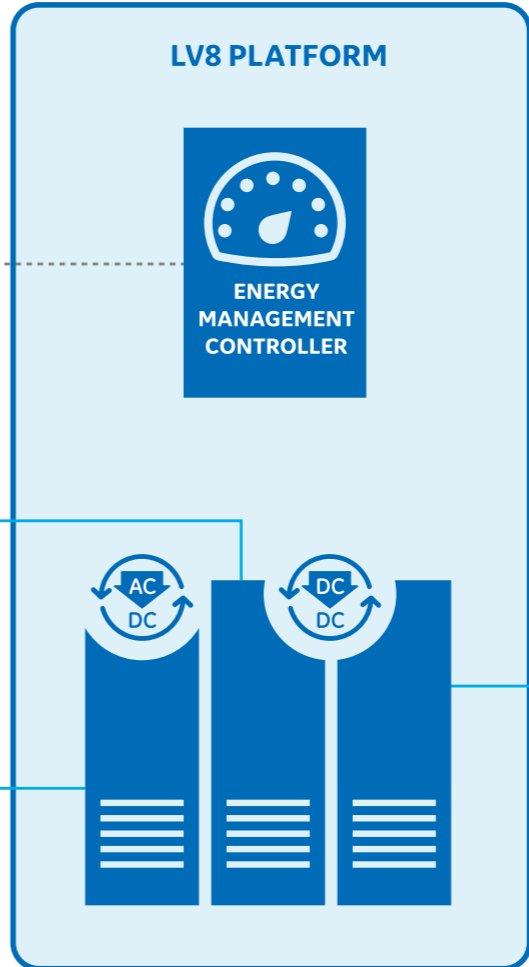 LV8 PLATFORM
ENERGY
MANAGEMENT
CONTROLLER
AC
DC
DC
DC